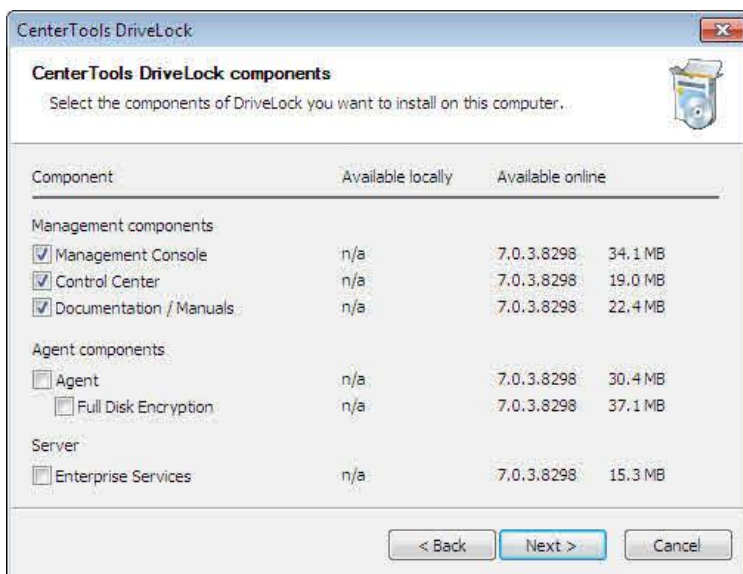 CenterTools DriveLock
CenterTools DriveLock components
Select the components of DriveLock you want to install on this computer.
Component Available locally Available online
Management components
Management Console n/a 7.0.3.8298 34.1 MB
Control Center n/a 7.0.3.8298 19.0 MB
Documentation / Manuals n/a 7.0.3.8298 22.4 MB
Agent components
Agent n/a 7.0.3.8298 30.4 MB
Full Disk Encryption n/a 7.0.3.8298 37.1 MB
Server
Enterprise Services n/a 7.0.3.8298 15.3 MB
< Back Next > Cancel